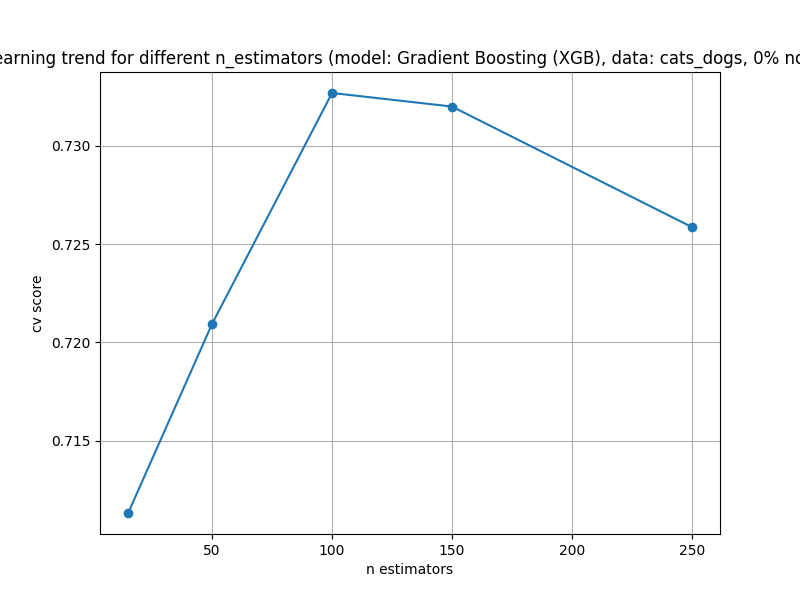 earning trend for different n_estimators (model: Gradient Boosting (XGB), data: cats_dogs, 0% no
0.730
0.725
0.720
0.715
cv score
50 100 150 200 250
n estimators